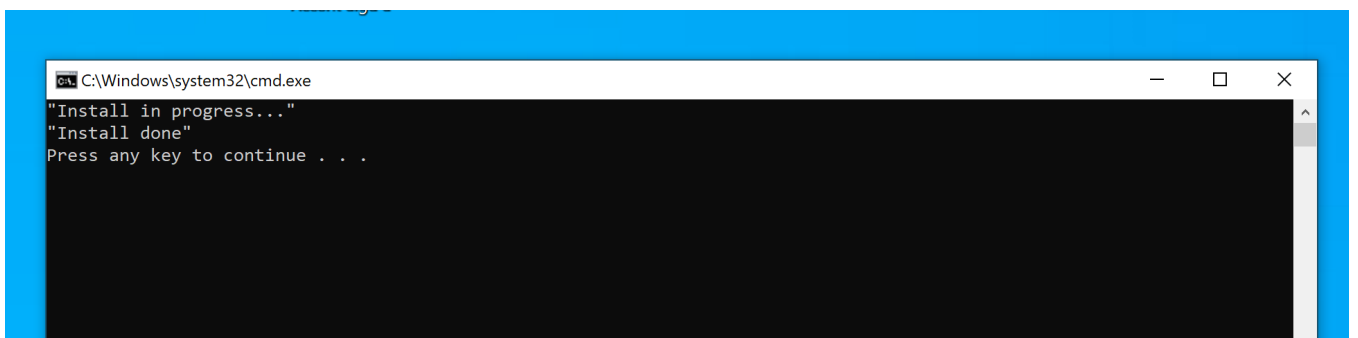 C:\Windows\system32\cmd.exe
"Install in progress..."
"Install done"
Press any key to continue . . .